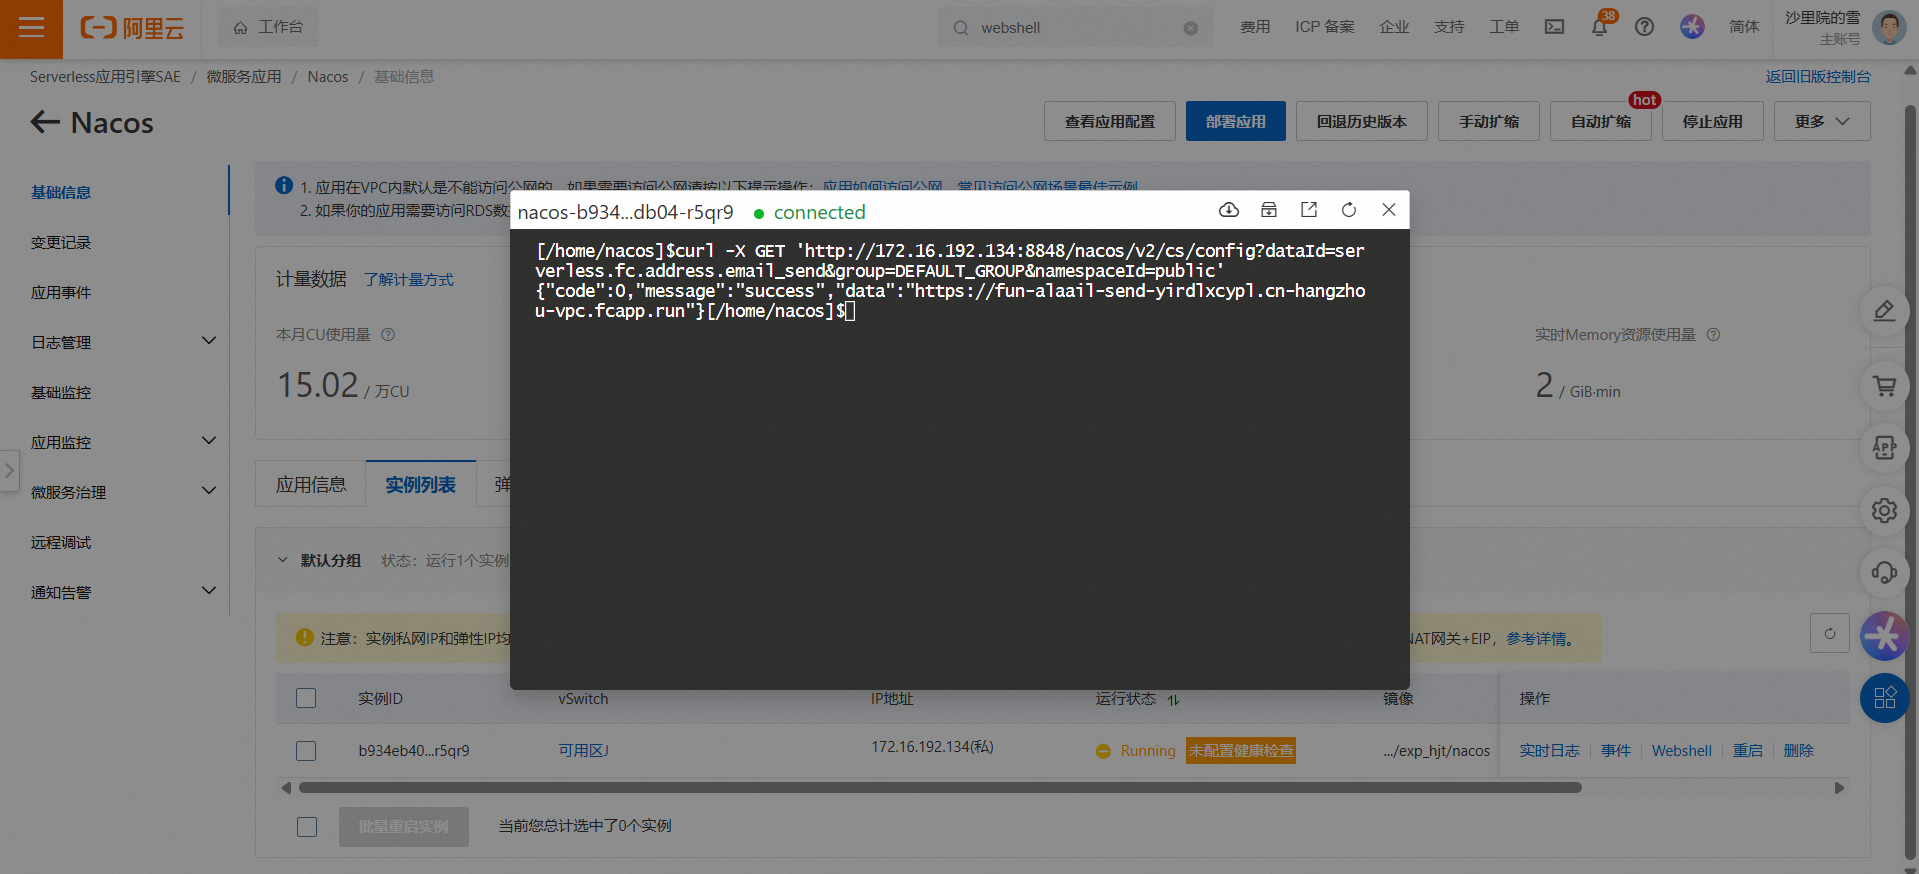 阿里云
工作台
webshell
费用
ICP 备案
企业
支持
工单
38
简体
沙里院的雪
主账号
Serverless应用引擎SAE / 微服务应用 / Nacos / 基础信息
返回旧版控制台
Nacos
查看应用配置
部署应用
回退历史版本
手动扩缩
自动扩缩
hot
停止应用
更多
基础信息
变更记录
应用事件
日志管理
基础监控
应用监控
微服务治理
远程调试
通知告警
1. 应用在VPC内默认是不能访问公网的，如果需要访问公网请按以下提示操作：应用如何访问公网、常见访问公网场景最佳示例
2. 如果你的应用需要访问RDS数
nacos-b934...db04-r5qr9
connected
[/home/nacos]$curl -X GET 'http://172.16.192.134:8848/nacos/v2/cs/config?dataId=ser
verless.fc.address.email_send&group=DEFAULT_GROUP&namespaceId=public'
{"code":0,"message":"success","data":"https://fun-alaail-send-yirdlxcypl.cn-hangzho
u-vpc.fcapp.run"}[/home/nacos]$
计量数据
了解计量方式
本月CU使用量
15.02 / 万CU
实时Memory资源使用量
2 / GiB·min
应用信息
实例列表
弹
默认分组
状态：运行1个实例
注意：实例私网IP和弹性IP均
NAT网关+EIP，参考详情。
实例ID
vSwitch
IP地址
运行状态
镜像
操作
b934eb40...r5qr9
可用区J
172.16.192.134(私)
Running
未配置健康检查
.../exp_hjt/nacos
实时日志
事件
Webshell
重启
删除
批量重启实例
当前您总计选中了0个实例
APP